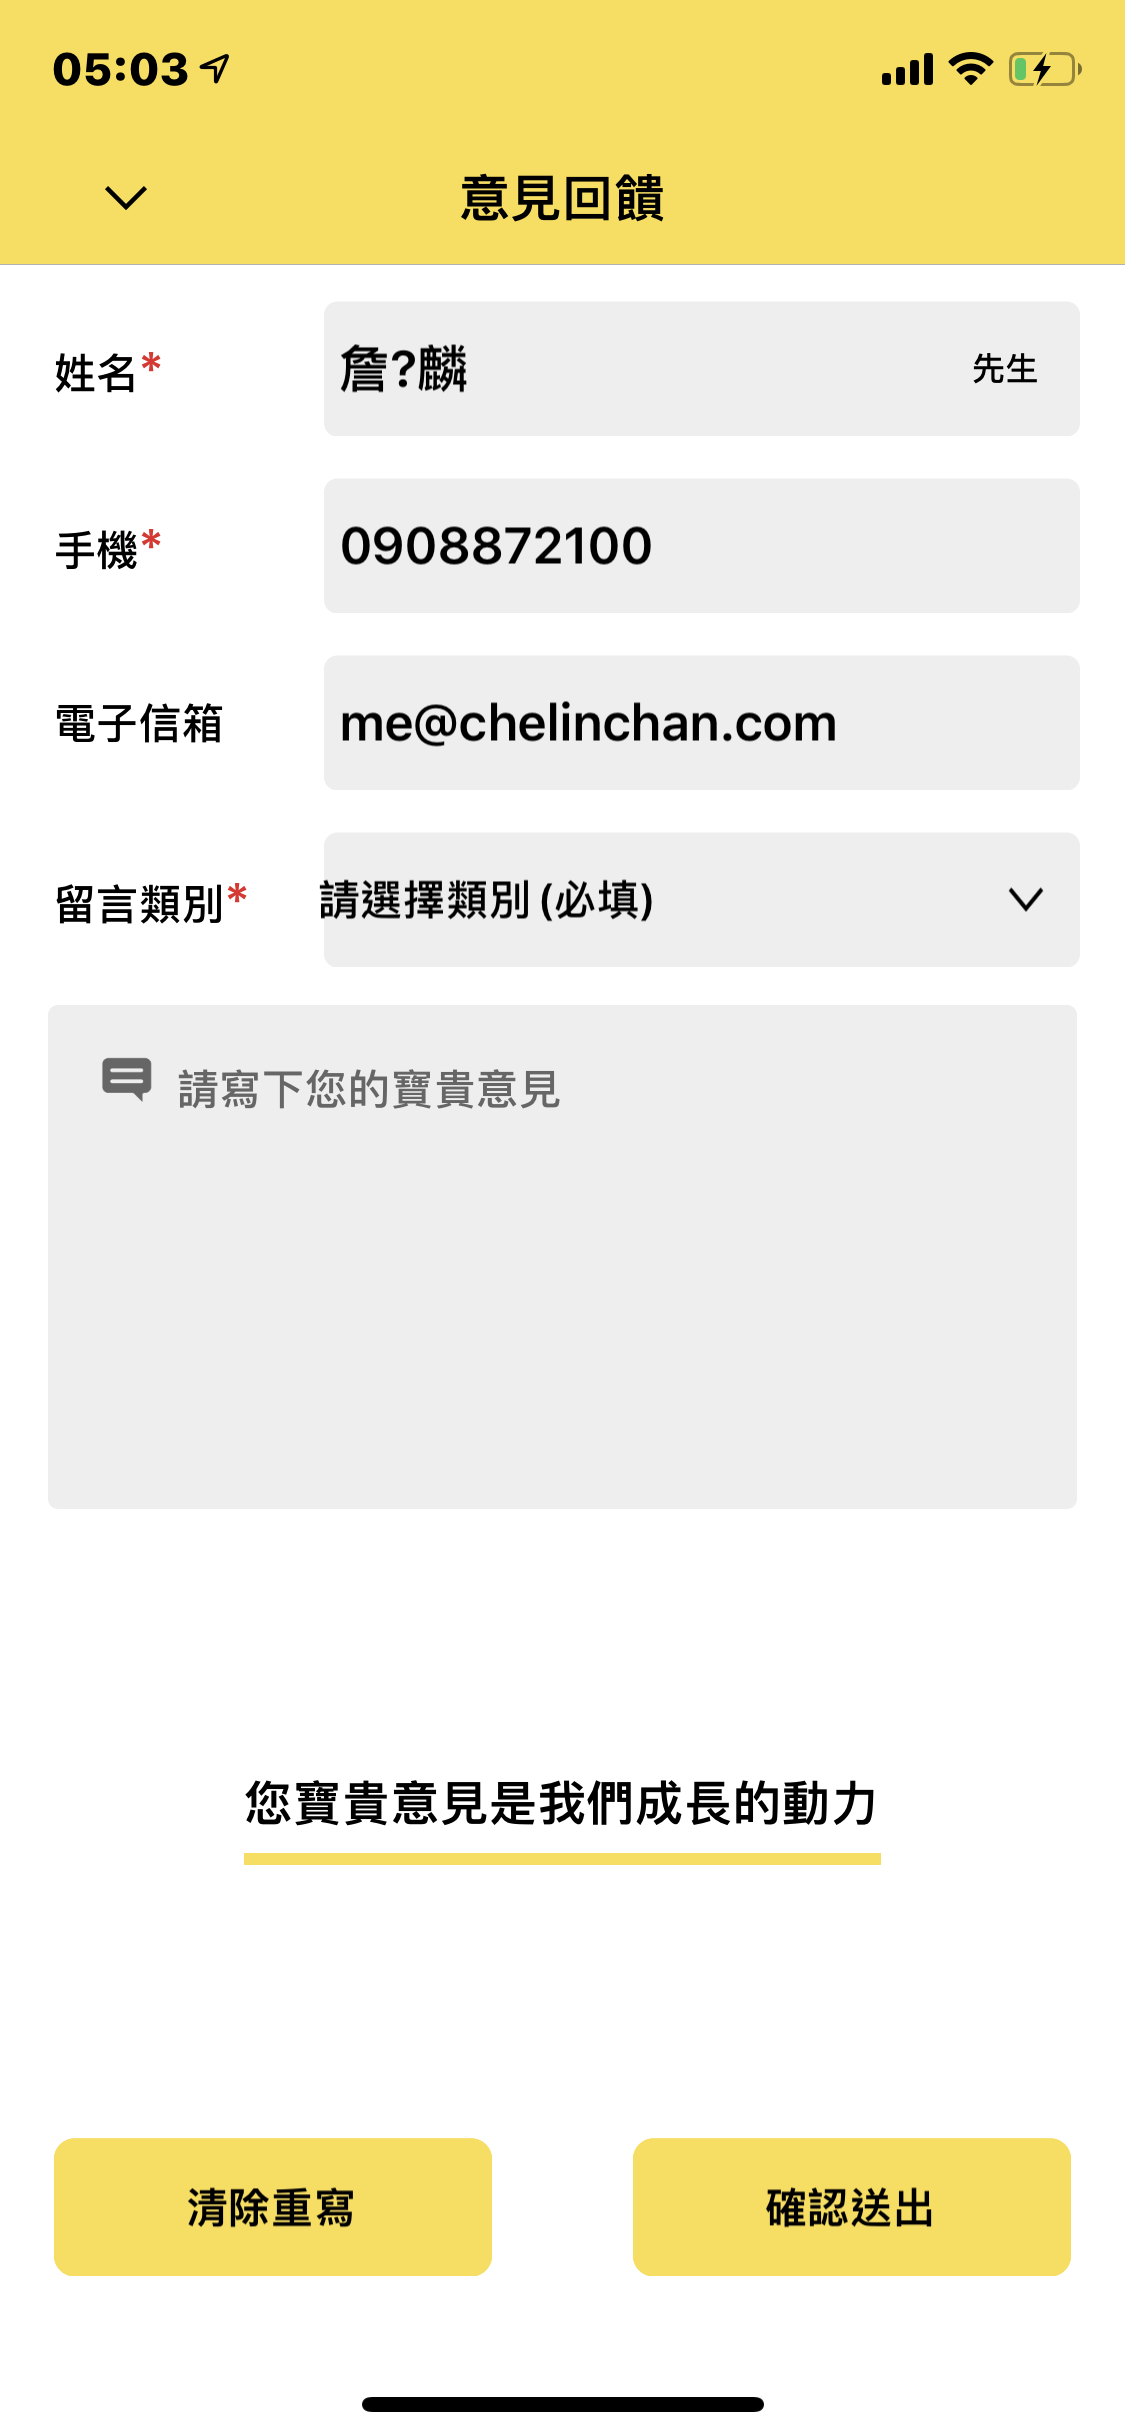 05:03
意見回饋
姓名*
詹?麟
先生
手機*
0908872100
電子信箱
me@chelinchan.com
留言類別*
請選擇類別 (必填)
請寫下您的寶貴意見
您寶貴意見是我們成長的動力
清除重寫
確認送出